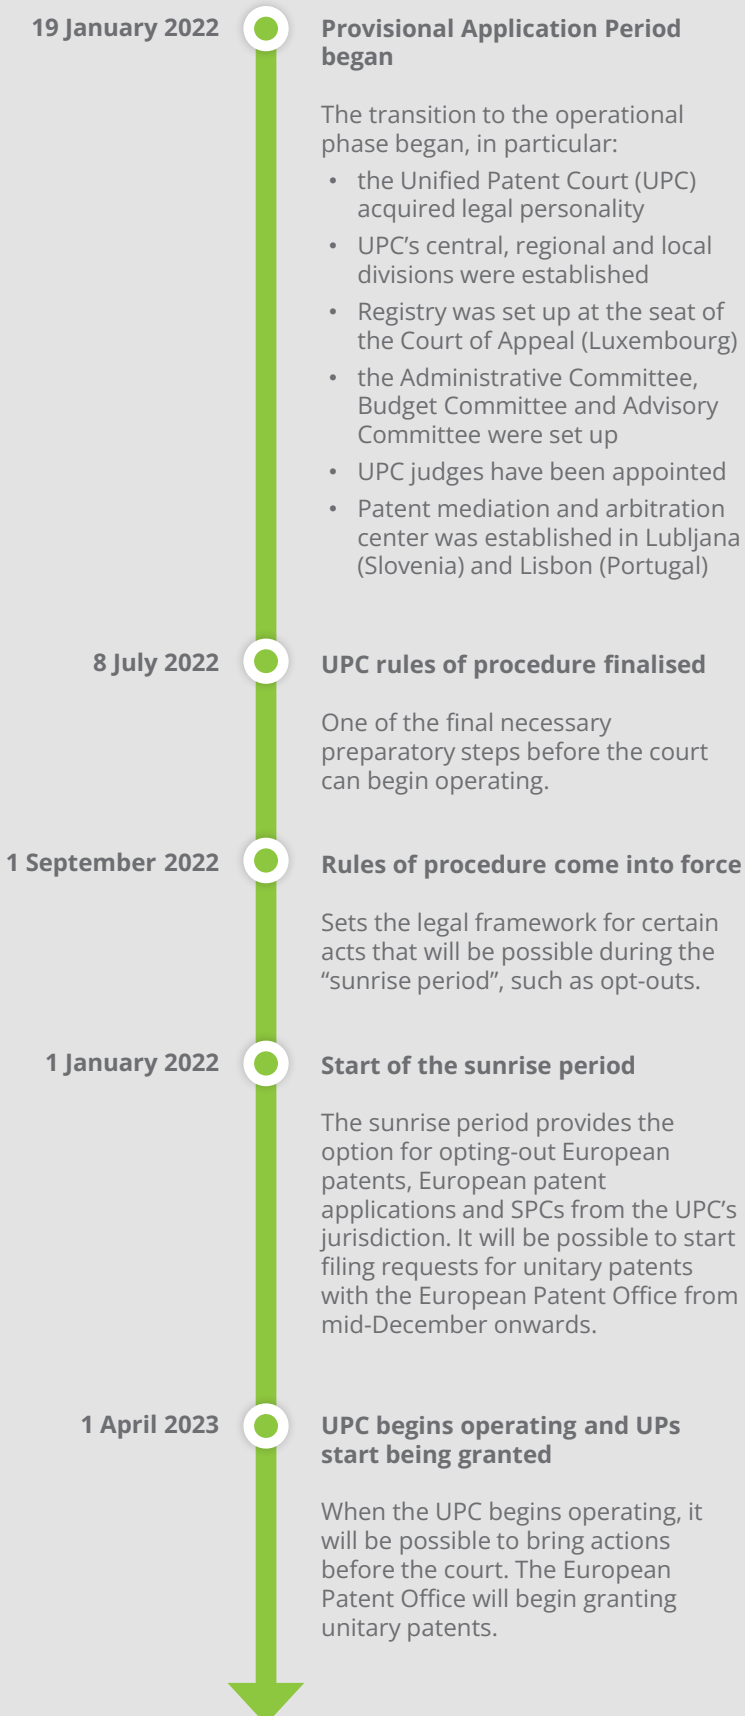 19 January 2022
Provisional Application Period
began
The transition to the operational
phase began, in particular:
• the Unified Patent Court (UPC)
acquired legal personality
• UPC’s central, regional and local
divisions were established
• Registry was set up at the seat of
the Court of Appeal (Luxembourg)
• the Administrative Committee,
Budget Committee and Advisory
Committee were set up
• UPC judges have been appointed
• Patent mediation and arbitration
center was established in Lubljana
(Slovenia) and Lisbon (Portugal)
8 July 2022
UPC rules of procedure finalised
One of the final necessary
preparatory steps before the court
can begin operating.
1 September 2022
Rules of procedure come into force
Sets the legal framework for certain
acts that will be possible during the
“sunrise period”, such as opt-outs.
1 January 2022
Start of the sunrise period
The sunrise period provides the
option for opting-out European
patents, European patent
applications and SPCs from the UPC’s
jurisdiction. It will be possible to start
filing requests for unitary patents
with the European Patent Office from
mid-December onwards.
1 April 2023
UPC begins operating and UPs
start being granted
When the UPC begins operating, it
will be possible to bring actions
before the court. The European
Patent Office will begin granting
unitary patents.